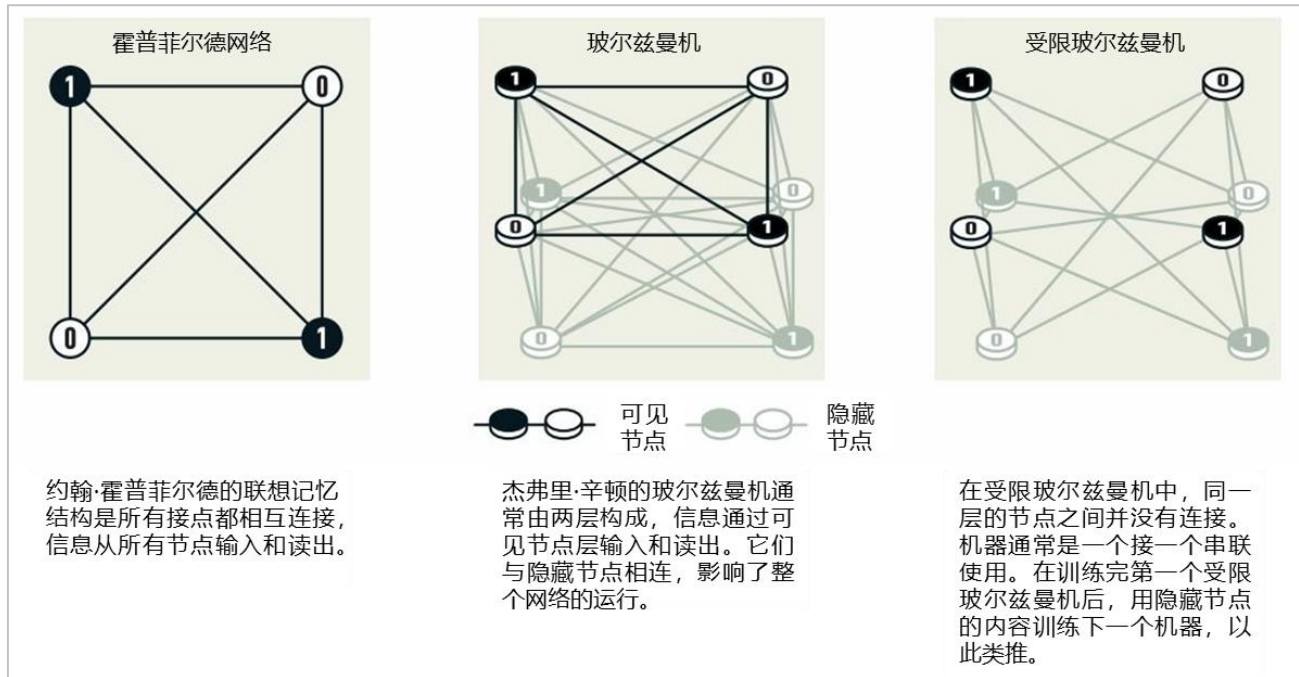 霍普菲尔德网络
1
0
0
1
玻尔兹曼机
1
0
1
0
0
1
0
1
受限玻尔兹曼机
1
0
1
0
0
1
0
1
可见
节点
隐藏
节点
约翰·霍普菲尔德的联想记忆
结构是所有接点都相互连接，
信息从所有节点输入和读出。
杰弗里·辛顿的玻尔兹曼机通
常由两层构成，信息通过可
见节点层输入和读出。它们
与隐藏节点相连，影响了整
个网络的运行。
在受限玻尔兹曼机中，同一
层的节点之间并没有连接。
机器通常是一个接一个串联
使用。在训练完第一个受限
玻尔兹曼机后，用隐藏节点
的内容训练下一个机器，以
此类推。